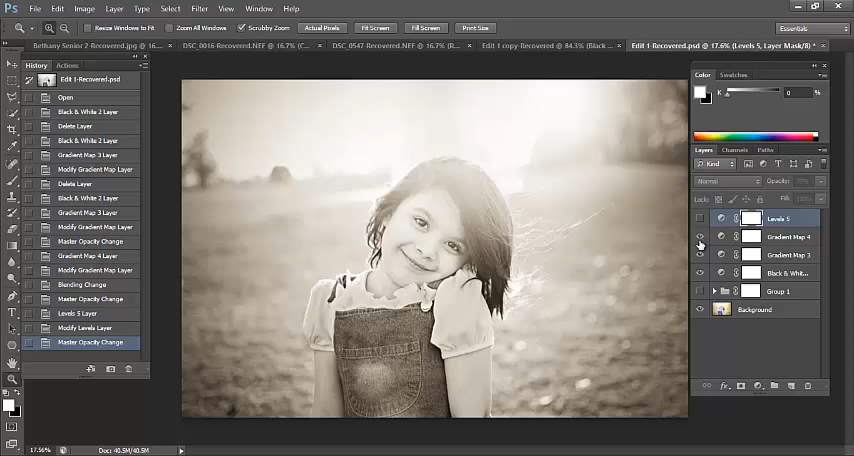 Ps File Edit Image Layer Type Select Filter View Window Help
Resize Windows to Fit Zoom All Windows Scrubby Zoom Actual Pixels Fit Screen Fill Screen Print Size Essentials
Bethany Senior 2-Recovered.jpg @ 16.... × DSC_0016-Recovered.NEF @ 16.7% (C... × DSC_0547 Recovered.NEF @ 16.7% (R... × Edit 1 copy-Recovered @ 84.3% (Black ... × Edit 1-Recovered.psd @ 17.6% (Levels 5, Layer Mask/8) * ×
History Actions
Edit 1-Recovered.psd
Open
Black & White 2 Layer
Delete Layer
Black & White 2 Layer
Gradient Map 3 Layer
Modify Gradient Map Layer
Delete Layer
Black & White 2 Layer
Gradient Map 3 Layer
Modify Gradient Map Layer
Master Opacity Change
Gradient Map 4 Layer
Blending Change
Master Opacity Change
Levels 5 Layer
Modify Levels Layer
Master Opacity Change
Color Swatches
K 0 %
Layers Channels Paths
Kind
Normal Opacity:
Lock: Fill:
Levels 5
Gradient Map 4
Gradient Map 3
Black & Whit...
Group 1
Background
fx
17.56% Doc: 40.5M/40.5M